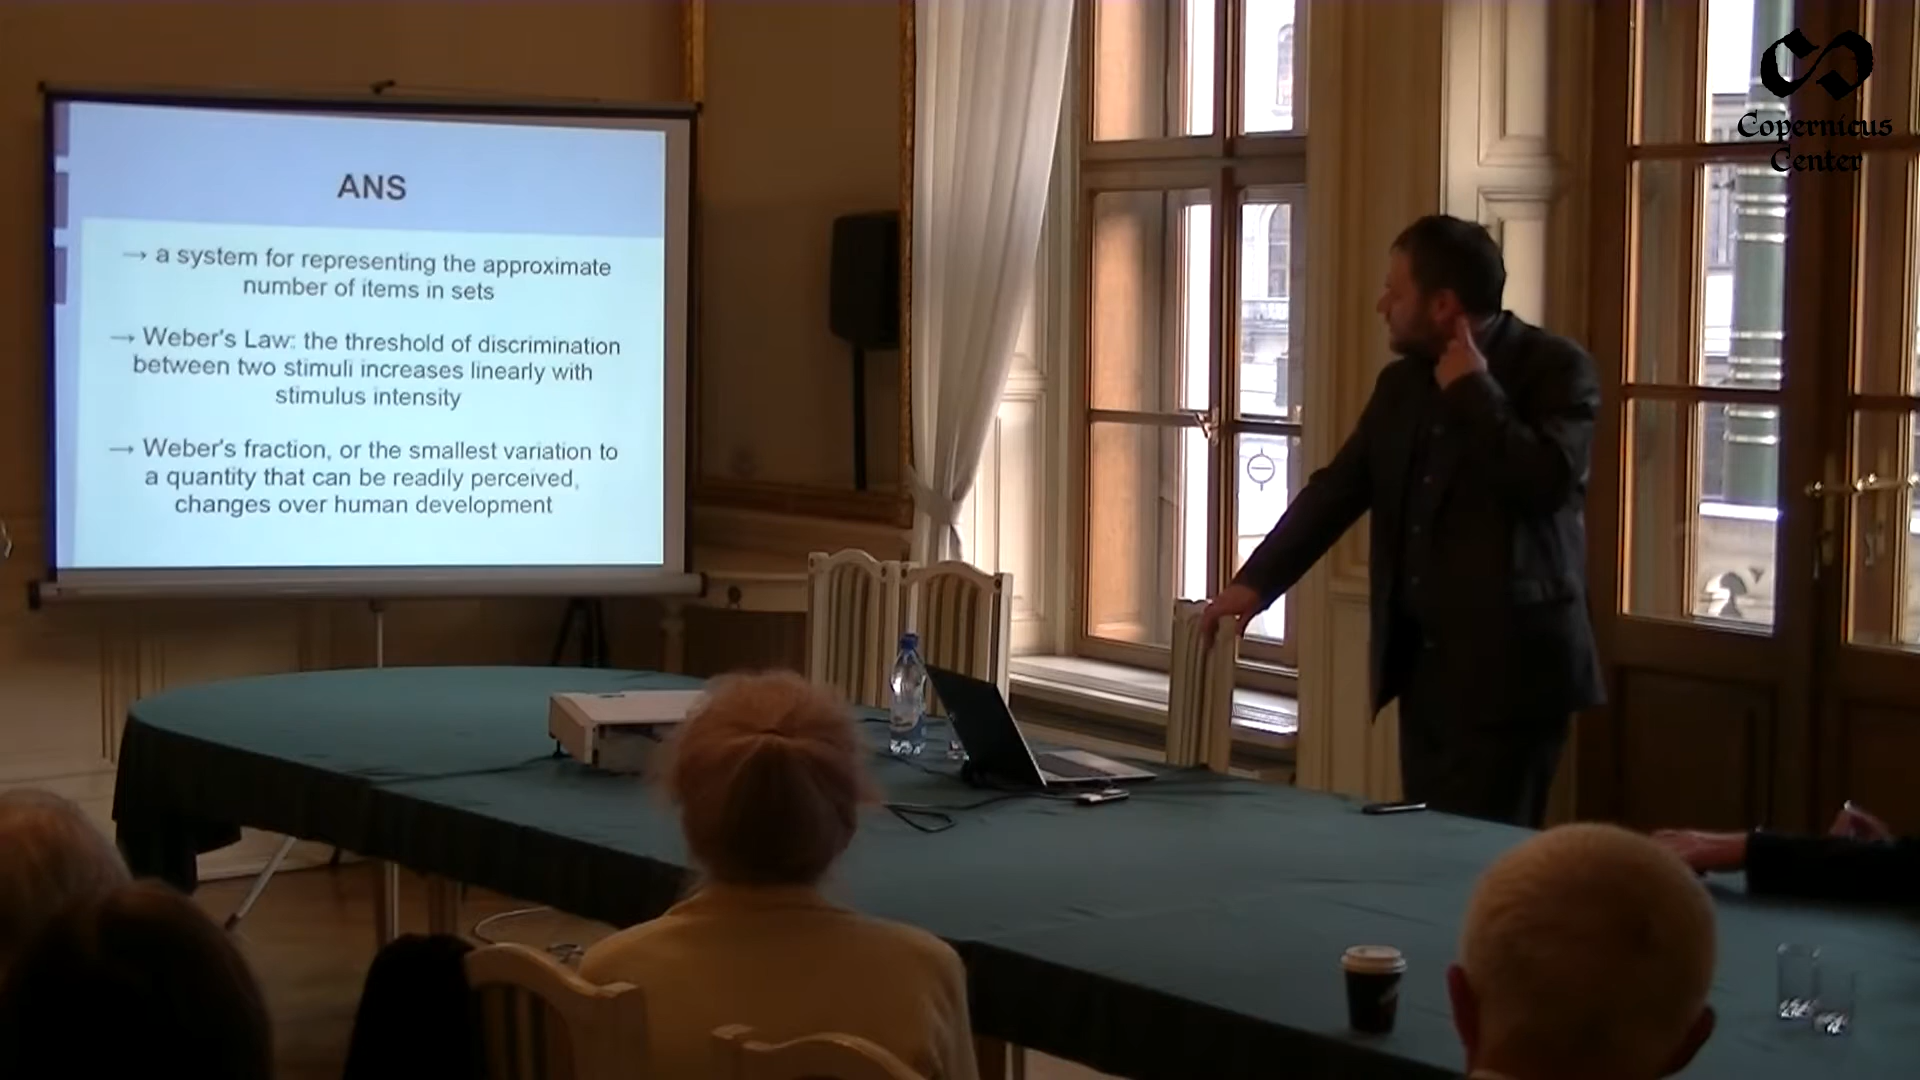 ANS
→ a system for representing the approximate
number of items in sets
→ Weber's Law: the threshold of discrimination
between two stimuli increases linearly with
stimulus intensity
→ Weber's fraction, or the smallest variation to
a quantity that can be readily perceived,
changes over human development
Copernicus
Center